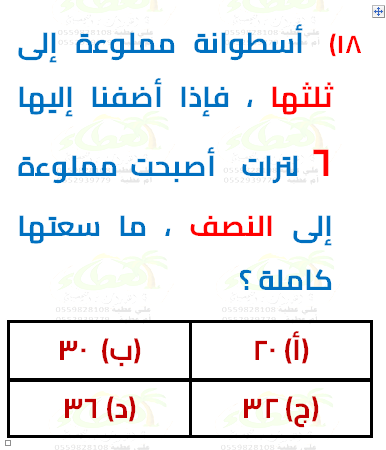 ١٨) أسطوانة مملوءة إلى
ثلثها ، فإذا أضفنا إليها
٦ لترات أصبحت مملوءة
إلى النصف ، ما سعتها
كاملة ؟
(أ) ٢٠
(ب) ٣٠
(ج) ٣٢
(د) ٣٦